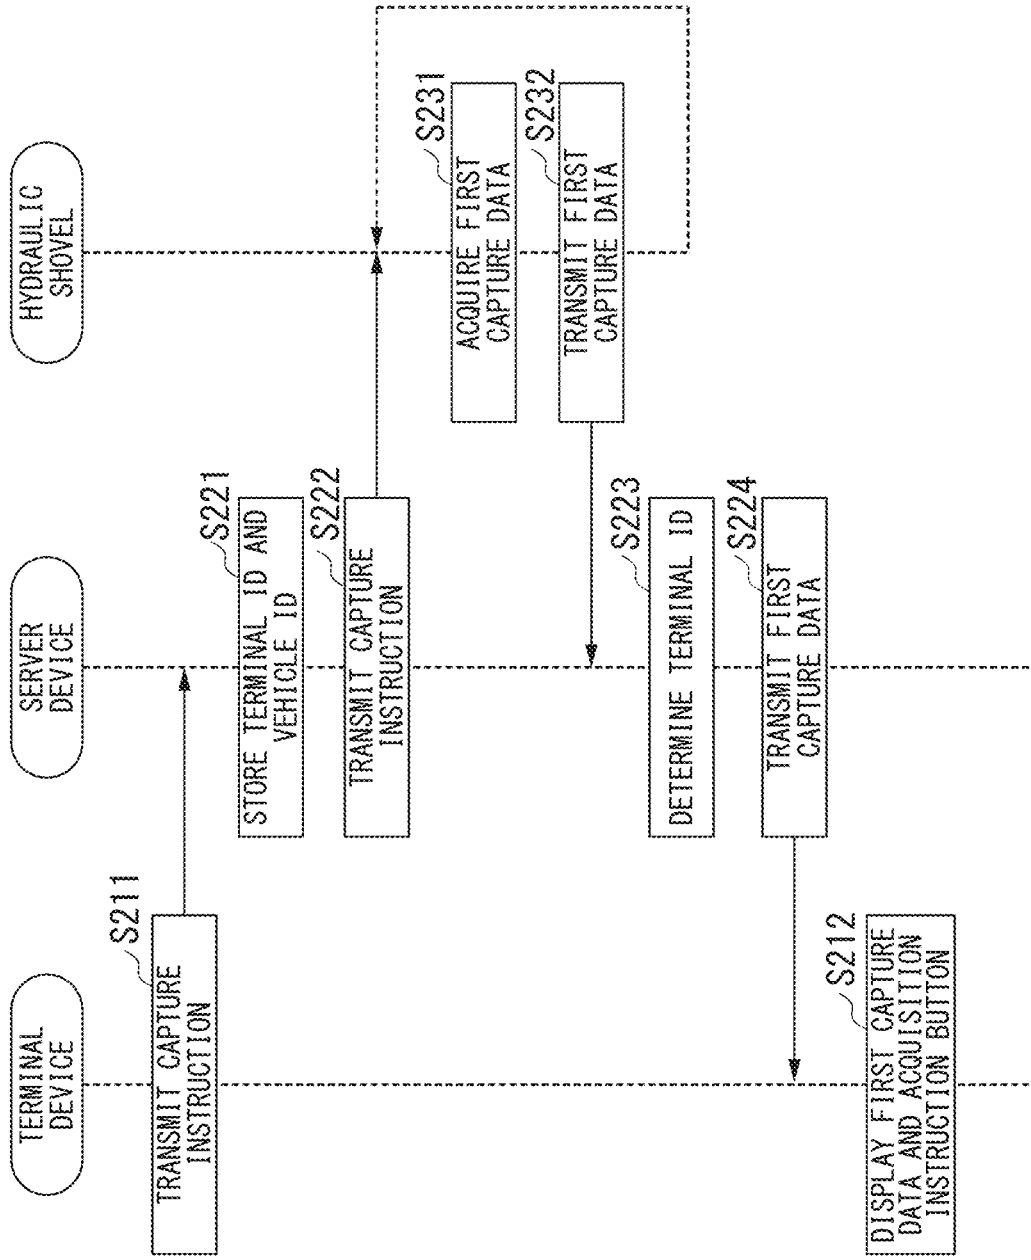 TERMINAL
DEVICE
SERVER
DEVICE
HYDRAULIC
SHOVEL
S211
TRANSMIT CAPTURE
INSTRUCTION
S221
STORE TERMINAL ID AND
VEHICLE ID
S222
TRANSMIT CAPTURE
INSTRUCTION
S231
ACQUIRE FIRST
CAPTURE DATA
S232
TRANSMIT FIRST
CAPTURE DATA
S223
DETERMINE TERMINAL ID
S224
TRANSMIT FIRST
CAPTURE DATA
S212
DISPLAY FIRST CAPTURE
DATA AND ACQUISITION
INSTRUCTION BUTTON